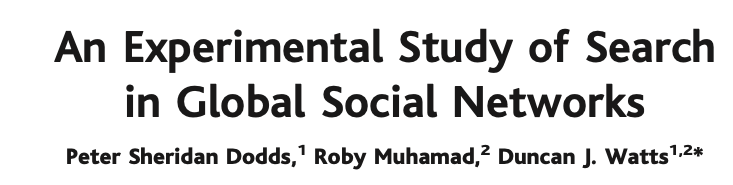 An Experimental Study of Search
in Global Social Networks
Peter Sheridan Dodds,¹ Roby Muhamad,² Duncan J. Watts¹,²*